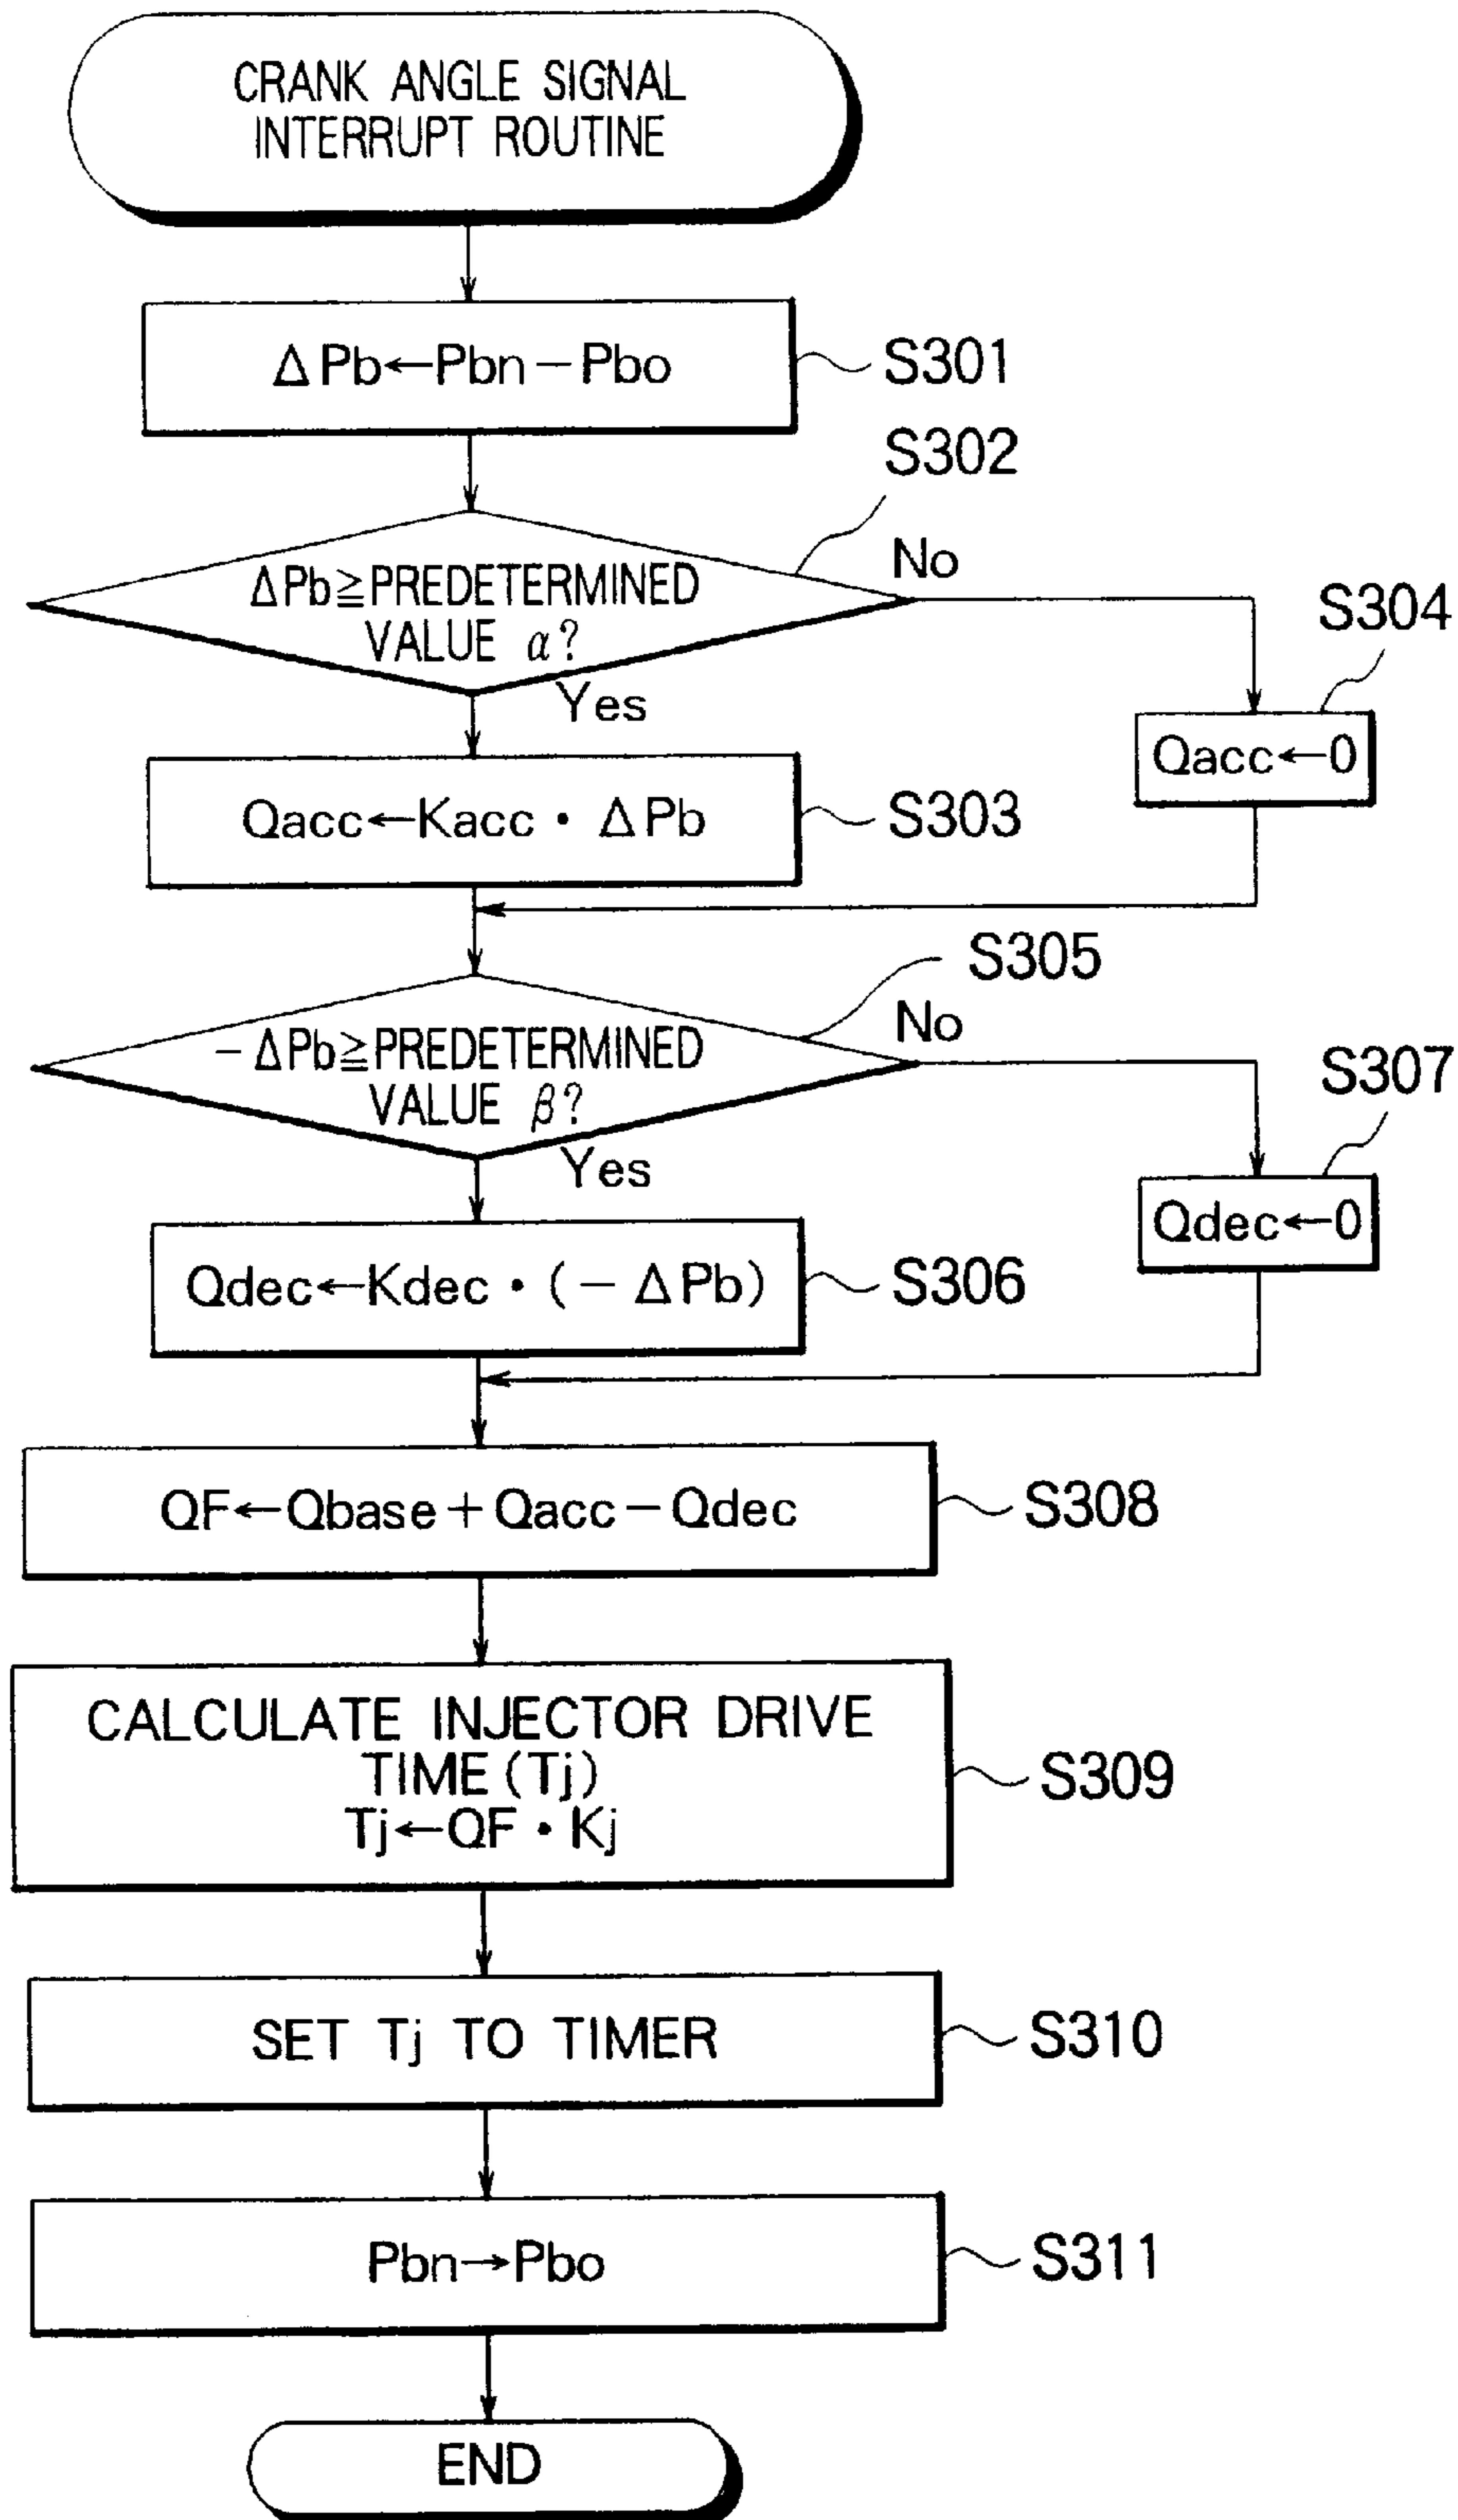 CRANK ANGLE SIGNAL
INTERRUPT ROUTINE
ΔPb←Pbn−Pbo
S301
S302
ΔPb≧PREDETERMINED
VALUE α?
No
Yes
S304
Qacc←0
Qacc←Kacc・ΔPb
S303
S305
−ΔPb≧PREDETERMINED
VALUE β?
No
Yes
S307
Qdec←0
Qdec←Kdec・(−ΔPb)
S306
QF←Qbase+Qacc−Qdec
S308
CALCULATE INJECTOR DRIVE
TIME(Tj)
Tj←QF・Kj
S309
SET Tj TO TIMER
S310
Pbn→Pbo
S311
END